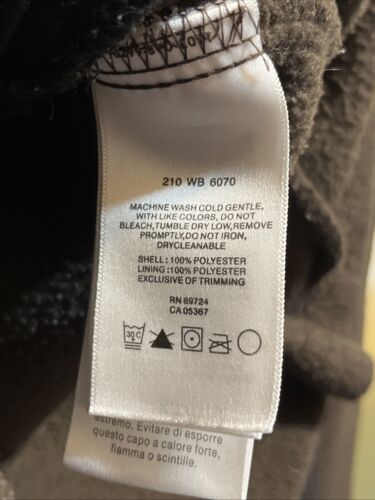 210 WB 6070
MACHINE WASH COLD GENTLE,
WITH LIKE COLORS, DO NOT
BLEACH,TUMBLE DRY LOW,REMOVE
PROMPTLY,DO NOT IRON,
DRYCLEANABLE
SHELL:100% POLYESTER
LINING:100% POLYESTER
EXCLUSIVE OF TRIMMING
RN 89724
CA 05367
30 C
estremo. Evitare di esporre
questo capo a calore forte,
fiamma o scintille.